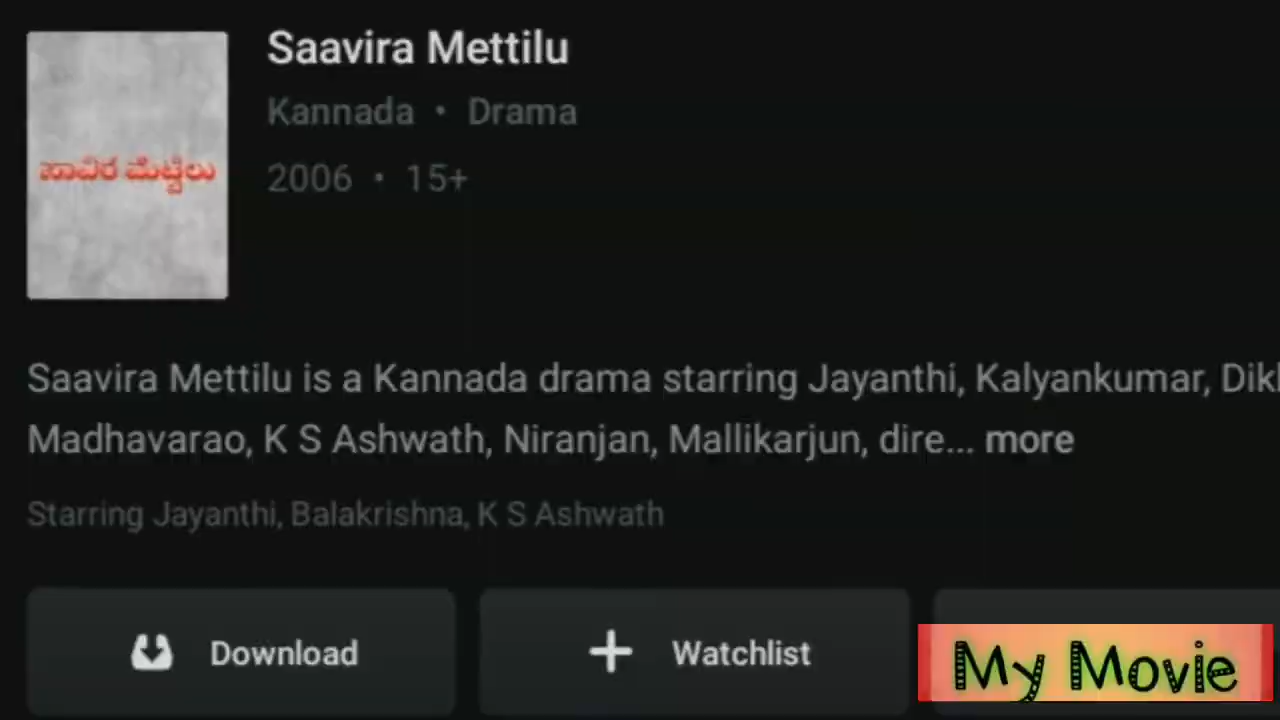 Saavira Mettilu
Kannada • Drama
2006 • 15+
ಸಾವಿರ ಮೆಟ್ಟಿಲು
Saavira Mettilu is a Kannada drama starring Jayanthi, Kalyankumar,
Madhavarao, K S Ashwath, Niranjan, Mallikarjun, dire... more
Starring Jayanthi, Balakrishna, K S Ashwath
Download
Watchlist
My Movie